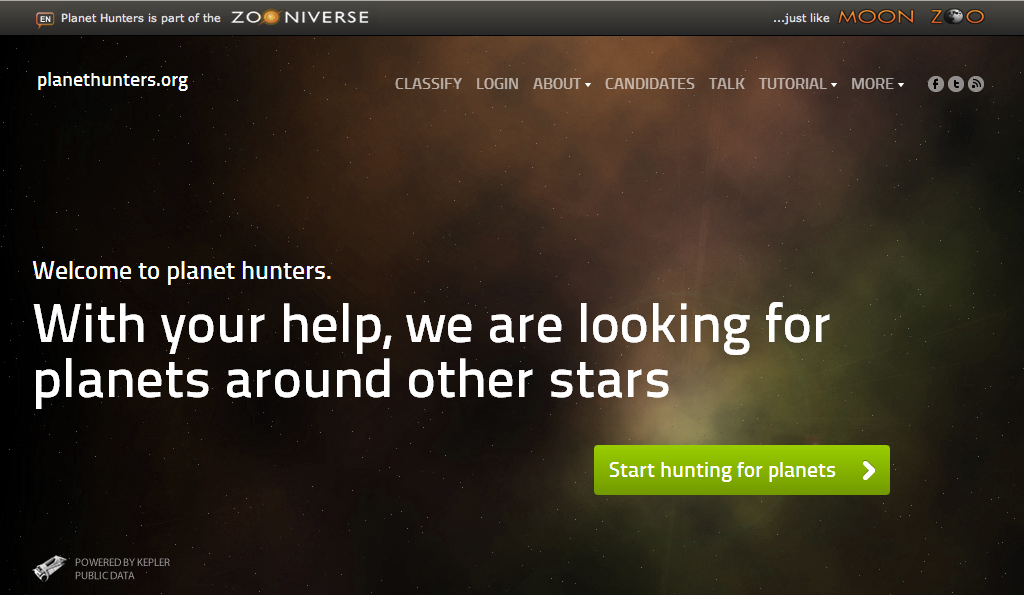 EN Planet Hunters is part of the ZOONIVERSE ...just like MOON ZOO
planethunters.org CLASSIFY LOGIN ABOUT CANDIDATES TALK TUTORIAL MORE
Welcome to planet hunters.
With your help, we are looking for
planets around other stars
Start hunting for planets
POWERED BY KEPLER
PUBLIC DATA